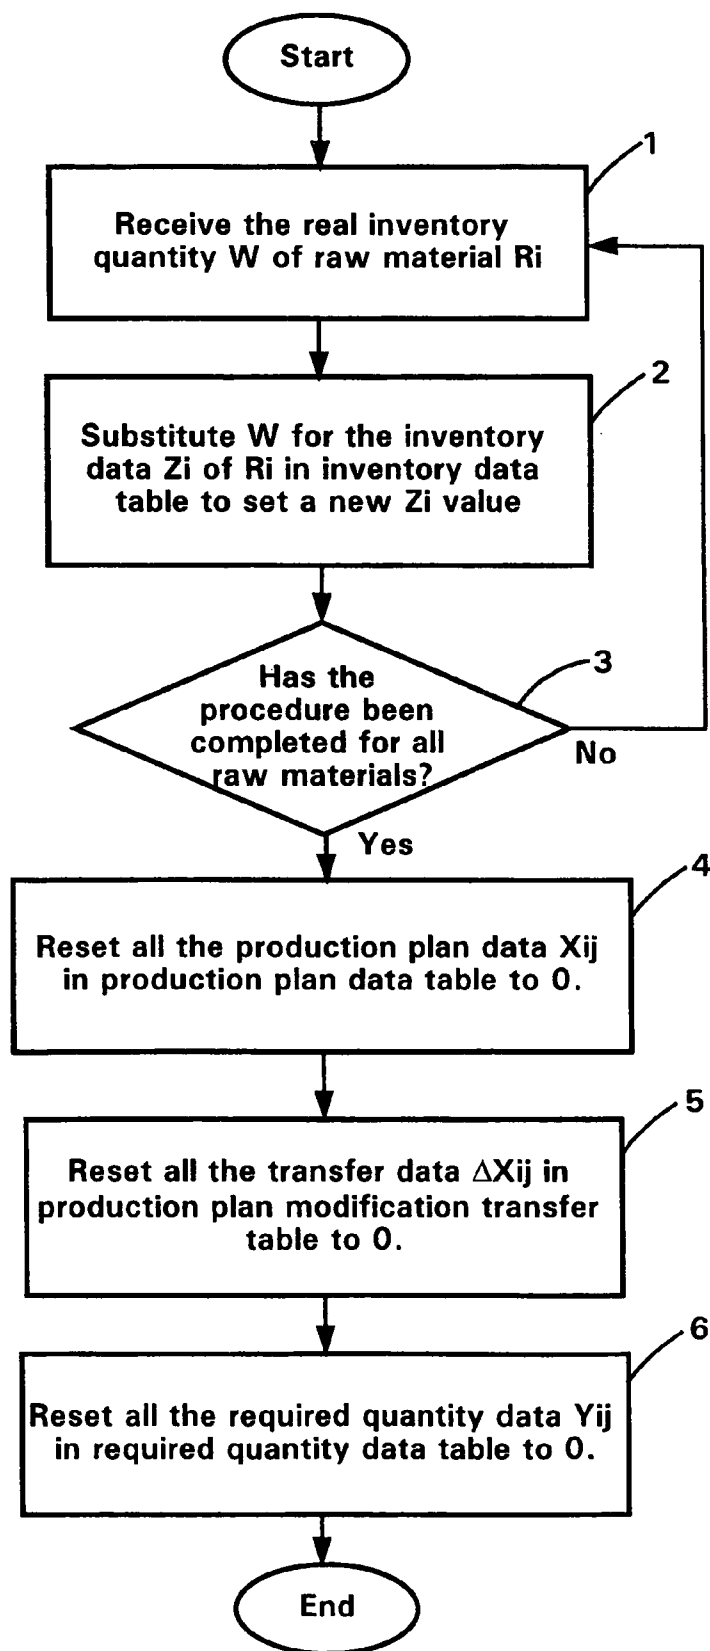 Start
1
Receive the real inventory
quantity W of raw material Ri
2
Substitute W for the inventory
data Zi of Ri in inventory data
table to set a new Zi value
3
Has the
procedure been
completed for all
raw materials?
No
Yes
4
Reset all the production plan data Xij
in production plan data table to 0.
5
Reset all the transfer data ΔXij in
production plan modification transfer
table to 0.
6
Reset all the required quantity data Yij
in required quantity data table to 0.
End